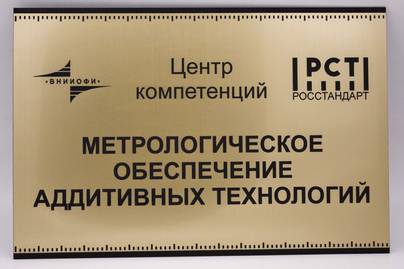 ВНИИОФИ
Центр
компетенций
РСТ
РОССТАНДАРТ
МЕТРОЛОГИЧЕСКОЕ
ОБЕСПЕЧЕНИЕ
АДДИТИВНЫХ ТЕХНОЛОГИЙ